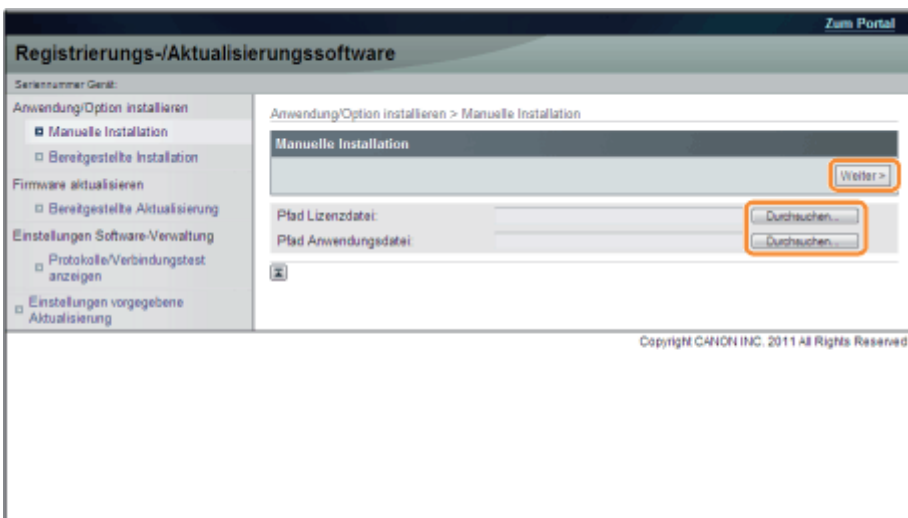 Zum Portal
Registrierungs-/Aktualisierungssoftware
Seriennummer Gerät:
Anwendung/Option installieren
Manuelle Installation
Bereitgestellte Installation
Firmware aktualisieren
Bereitgestellte Aktualisierung
Einstellungen Software-Verwaltung
Protokolle/Verbindungstest
anzeigen
Einstellungen vorgegebene
Aktualisierung
Anwendung/Option installieren > Manuelle Installation
Manuelle Installation
Weiter >
Pfad Lizenzdatei:
Durchsuchen...
Pfad Anwendungsdatei:
Durchsuchen...
Copyright CANON INC. 2011 All Rights Reserved